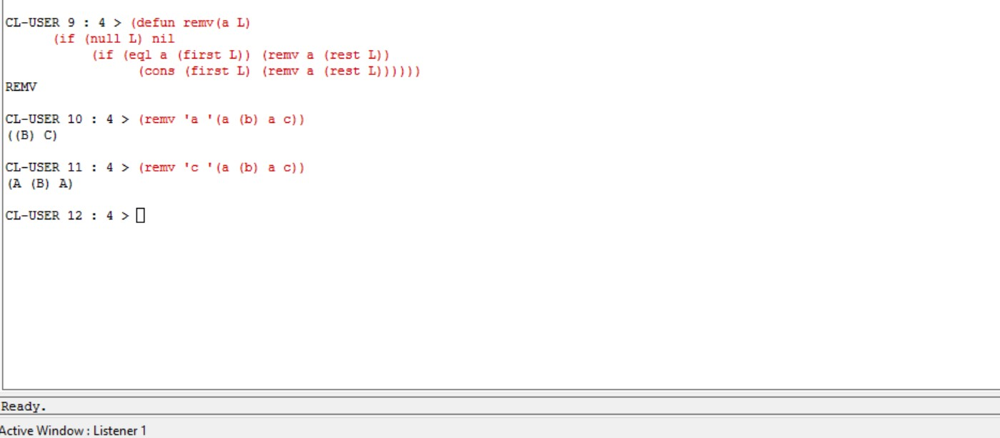 CL-USER 9 : 4 > (defun remv(a L)
(if (null L) nil
(if (eql a (first L)) (remv a (rest L))
(cons (first L) (remv a (rest L))))))
REMV
CL-USER 10 : 4 > (remv 'a '(a (b) a c))
((B) C)
CL-USER 11 : 4 > (remv 'c '(a (b) a c))
(A (B) A)
CL-USER 12 : 4 >
Ready.
Active Window : Listener 1